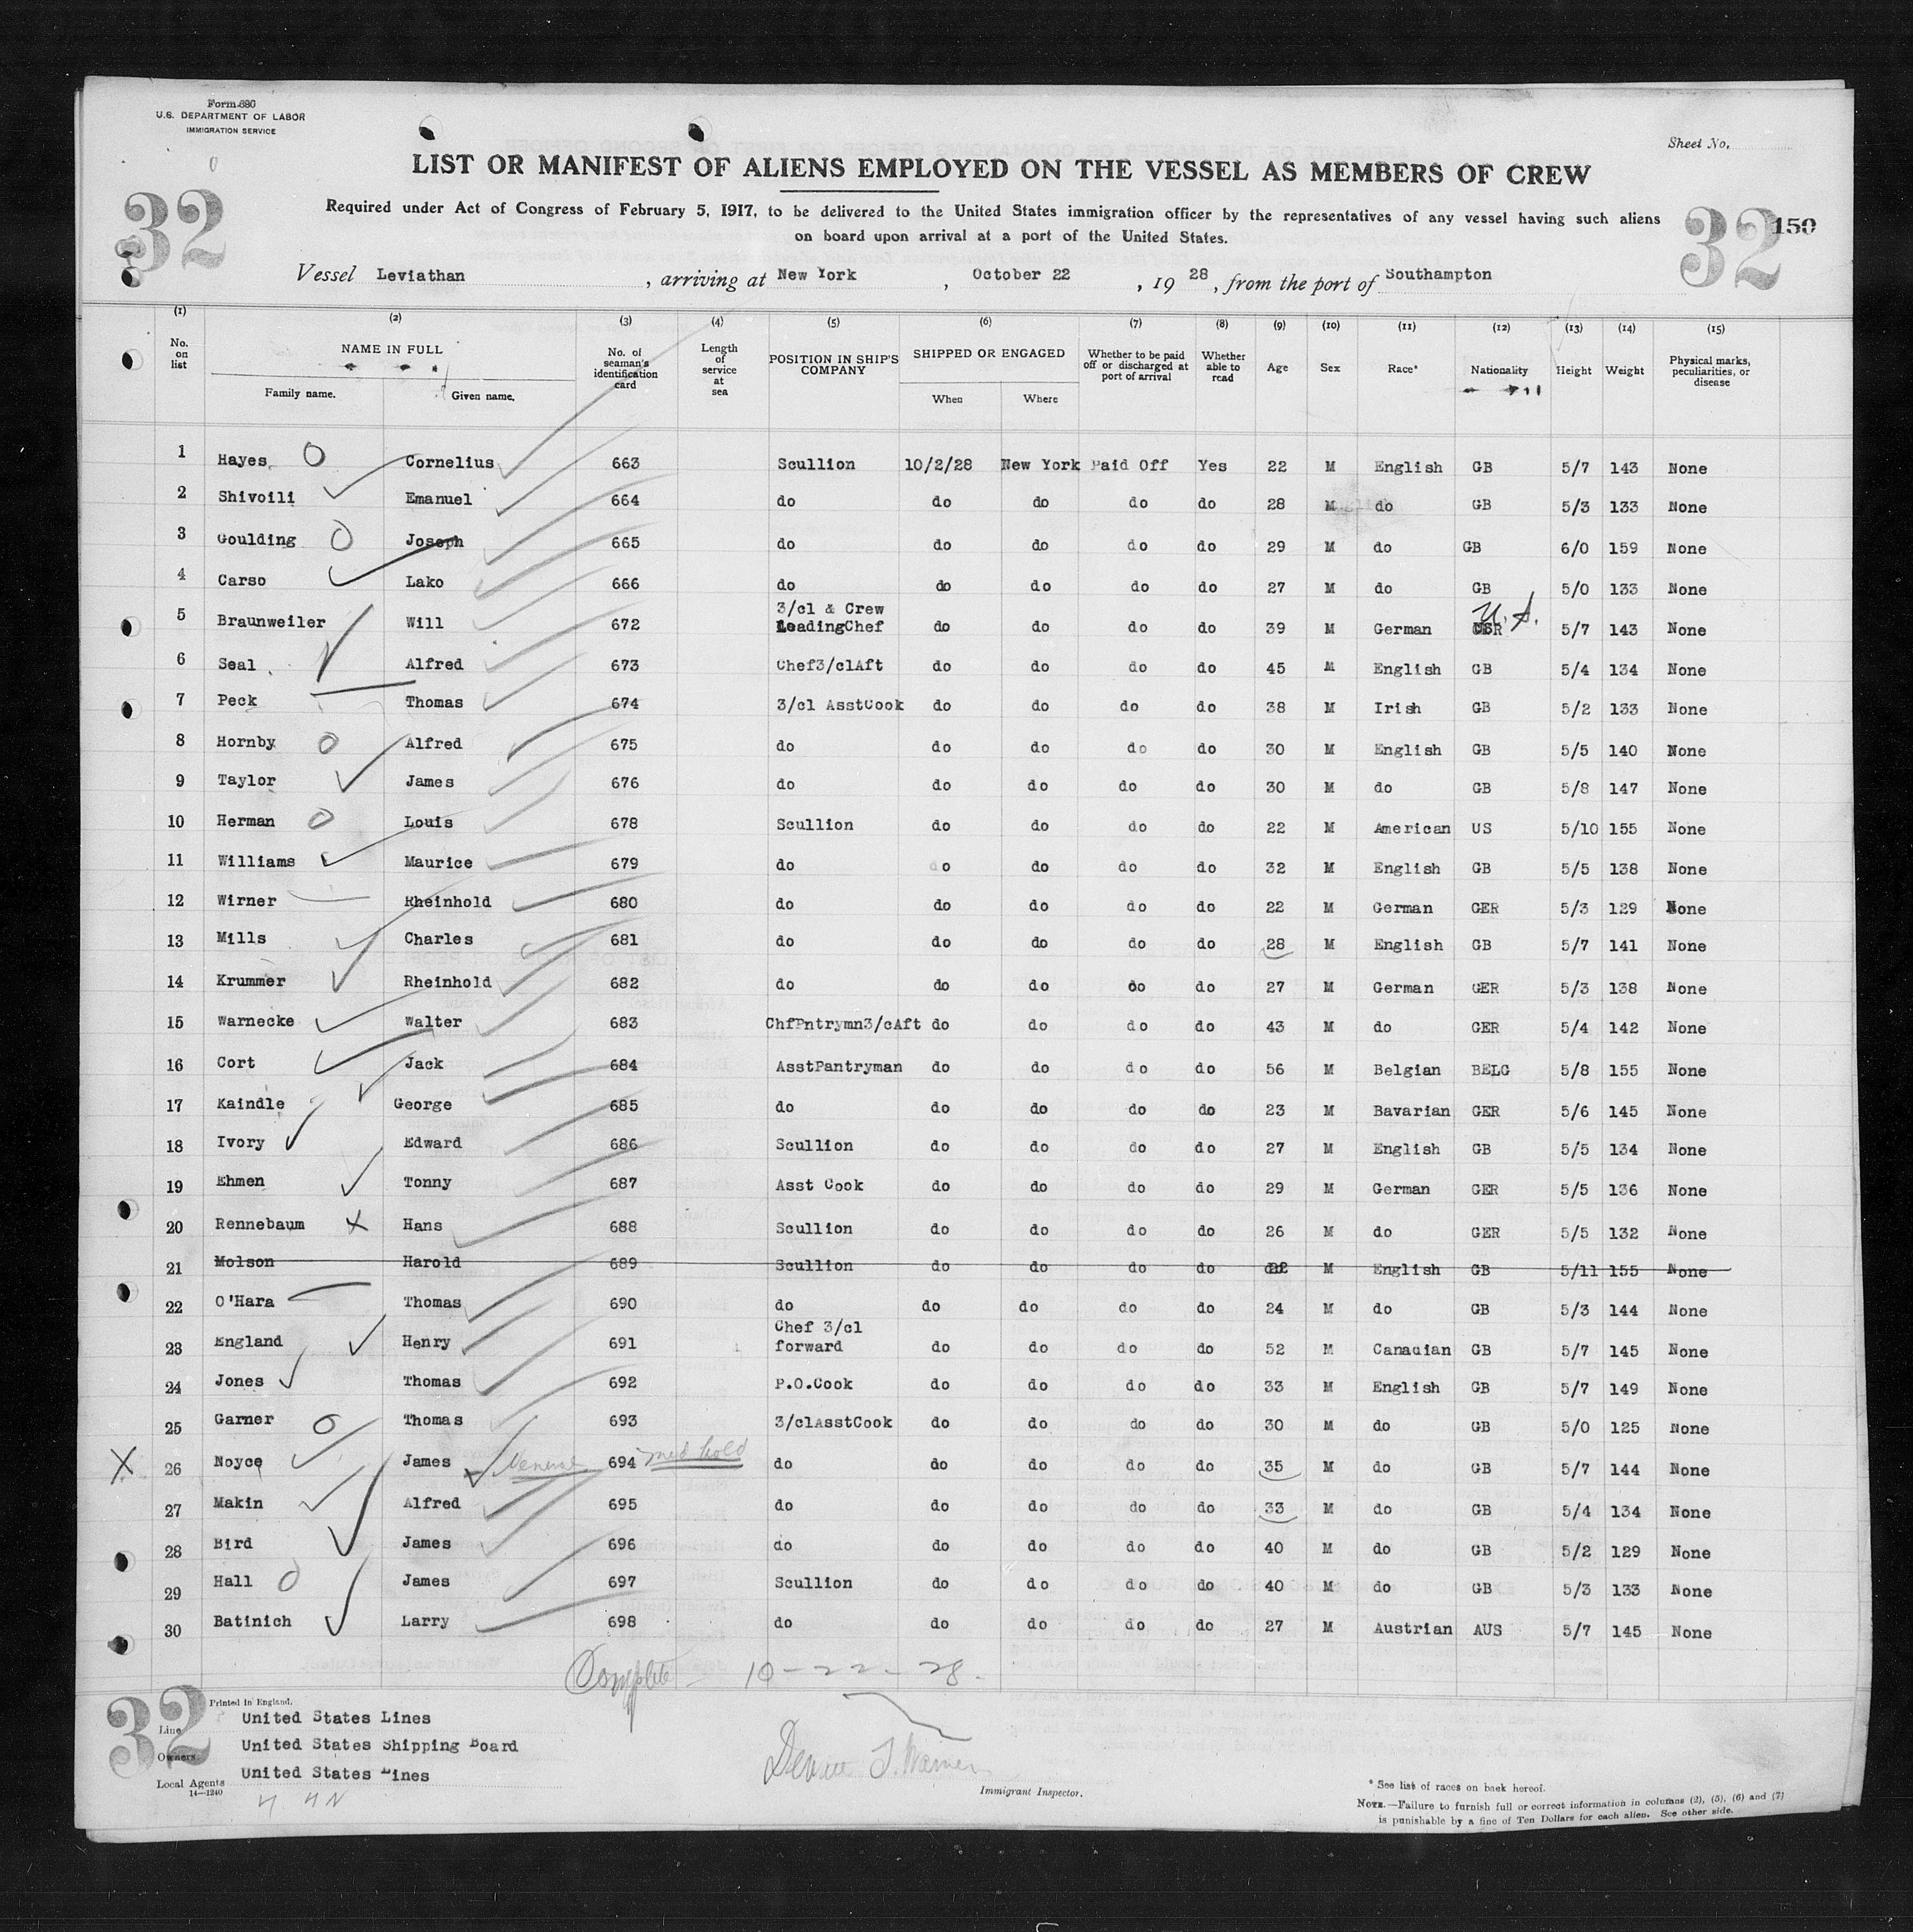 Form 680
U.S. DEPARTMENT OF LABOR
IMMIGRATION SERVICE
Sheet No.
LIST OR MANIFEST OF ALIENS EMPLOYED ON THE VESSEL AS MEMBERS OF CREW
Required under Act of Congress of February 5, 1917, to be delivered to the United States immigration officer by the representatives of any vessel having such aliens
on board upon arrival at a port of the United States.
32
32 150
Vessel Leviathan , arriving at New York , October 22 , 19 28 , from the port of Southampton
(1) (2) (3) (4) (5) (6) (7) (8) (9) (10) (11) (12) (13) (14) (15)
No. on list NAME IN FULL Family name. Given name. No. of seaman's identification card Length of service at sea POSITION IN SHIP'S COMPANY SHIPPED OR ENGAGED When Where Whether to be paid off or discharged at port of arrival Whether able to read Age Sex Race* Nationality Height Weight Physical marks, peculiarities, or disease
1 Hayes Cornelius 663 Scullion 10/2/28 New York Paid Off Yes 22 M English GB 5/7 143 None
2 Shivoili Emanuel 664 do do do do do 28 M do GB 5/3 133 None
3 Goulding Joseph 665 do do do do do 29 M do GB 6/0 159 None
4 Carso Lako 666 do do do do do 27 M do GB 5/0 133 None
5 Braunweiler Will 672 3/cl & Crew LeadingChef do do do do 39 M German U.S. 5/7 143 None
6 Seal Alfred 673 Chef3/clAft do do do do 45 M English GB 5/4 134 None
7 Peck Thomas 674 3/cl AsstCook do do do do 38 M Irish GB 5/2 133 None
8 Hornby Alfred 675 do do do do do 30 M English GB 5/5 140 None
9 Taylor James 676 do do do do do 30 M do GB 5/8 147 None
10 Herman Louis 678 Scullion do do do do 22 M American US 5/10 155 None
11 Williams Maurice 679 do do do do do 32 M English GB 5/5 138 None
12 Wirner Rheinhold 680 do do do do do 22 M German GER 5/3 129 None
13 Mills Charles 681 do do do do do 28 M English GB 5/7 141 None
14 Krummer Rheinhold 682 do do do do do 27 M German GER 5/3 138 None
15 Warnecke Walter 683 ChfPntrymn3/cAft do do do do 43 M do GER 5/4 142 None
16 Cort Jack 684 AsstPantryman do do do do 56 M Belgian BELG 5/8 155 None
17 Kaindle George 685 do do do do do 23 M Bavarian GER 5/6 145 None
18 Ivory Edward 686 Scullion do do do do 27 M English GB 5/5 134 None
19 Ehmen Tonny 687 Asst Cook do do do do 29 M German GER 5/5 136 None
20 Rennebaum Hans 688 Scullion do do do do 26 M do GER 5/5 132 None
21 Molson Harold 689 Scullion do do do do M English GB 5/11 155 None
22 O'Hara Thomas 690 do do do do do 24 M do GB 5/3 144 None
23 England Henry 691 Chef 3/cl forward do do do do 52 M Canadian GB 5/7 145 None
24 Jones Thomas 692 P.O.Cook do do do do 33 M English GB 5/7 149 None
25 Garner Thomas 693 3/clAsstCook do do do do 30 M do GB 5/0 125 None
X 26 Noyce James 694 med hold do do do do do 35 M do GB 5/7 144 None
27 Makin Alfred 695 do do do do do 33 M do GB 5/4 134 None
28 Bird James 696 do do do do do 40 M do GB 5/2 129 None
29 Hall James 697 Scullion do do do do 40 M do GB 5/3 133 None
30 Batinich Larry 698 do do do do do 27 M Austrian AUS 5/7 145 None
Complete - 10-22-28.
32
Printed in England.
Line United States Lines
Owners United States Shipping Board
Local Agents United States Lines
14—1240
Immigrant Inspector.
* See list of races on back hereof.
NOTE.—Failure to furnish full or correct information in columns (2), (5), (6) and (7)
is punishable by a fine of Ten Dollars for each alien. See other side.